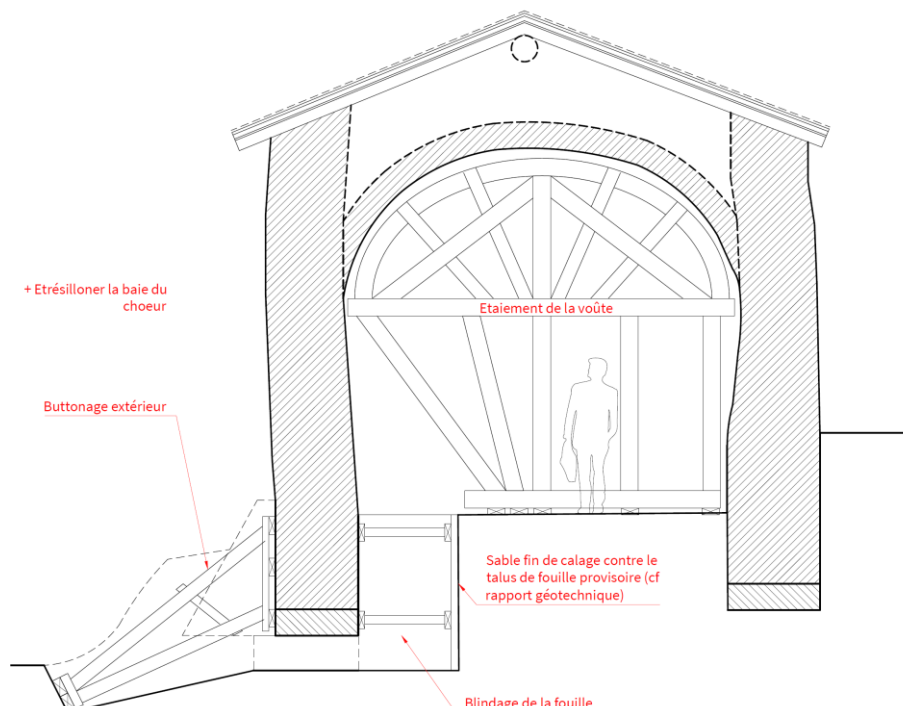 + Etrésilloner la baie du
choeur
Etaiement de la voûte
Buttonage extérieur
Sable fin de calage contre le
talus de fouille provisoire (cf
rapport géotechnique)
Blindage de la fouille